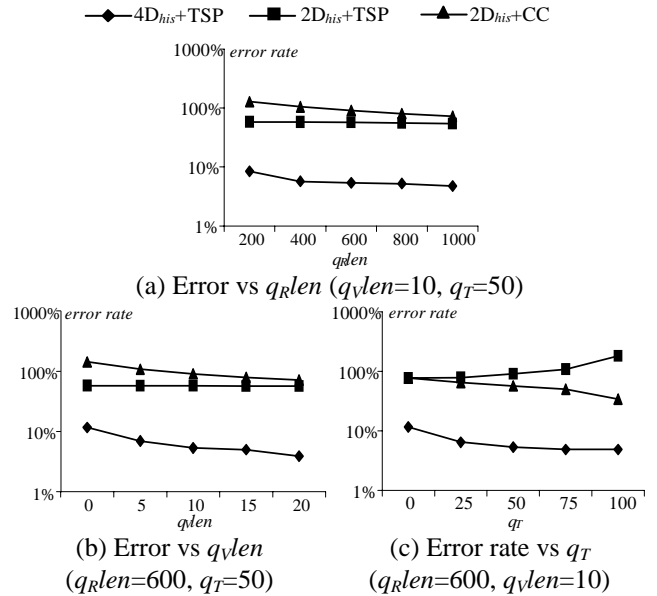 4Dhis+TSP 2Dhis+TSP 2Dhis+CC
1000% error rate
100%
10%
1%
200 400 600 800 1000
qRlen
(a) Error vs qRlen (qVlen=10, qT=50)
1000% error rate
100%
10%
1%
0 5 10 15 20
qVlen
(b) Error vs qVlen
(qRlen=600, qT=50)
1000% error rate
100%
10%
1%
0 25 50 75 100
qT
(c) Error rate vs qT
(qRlen=600, qVlen=10)